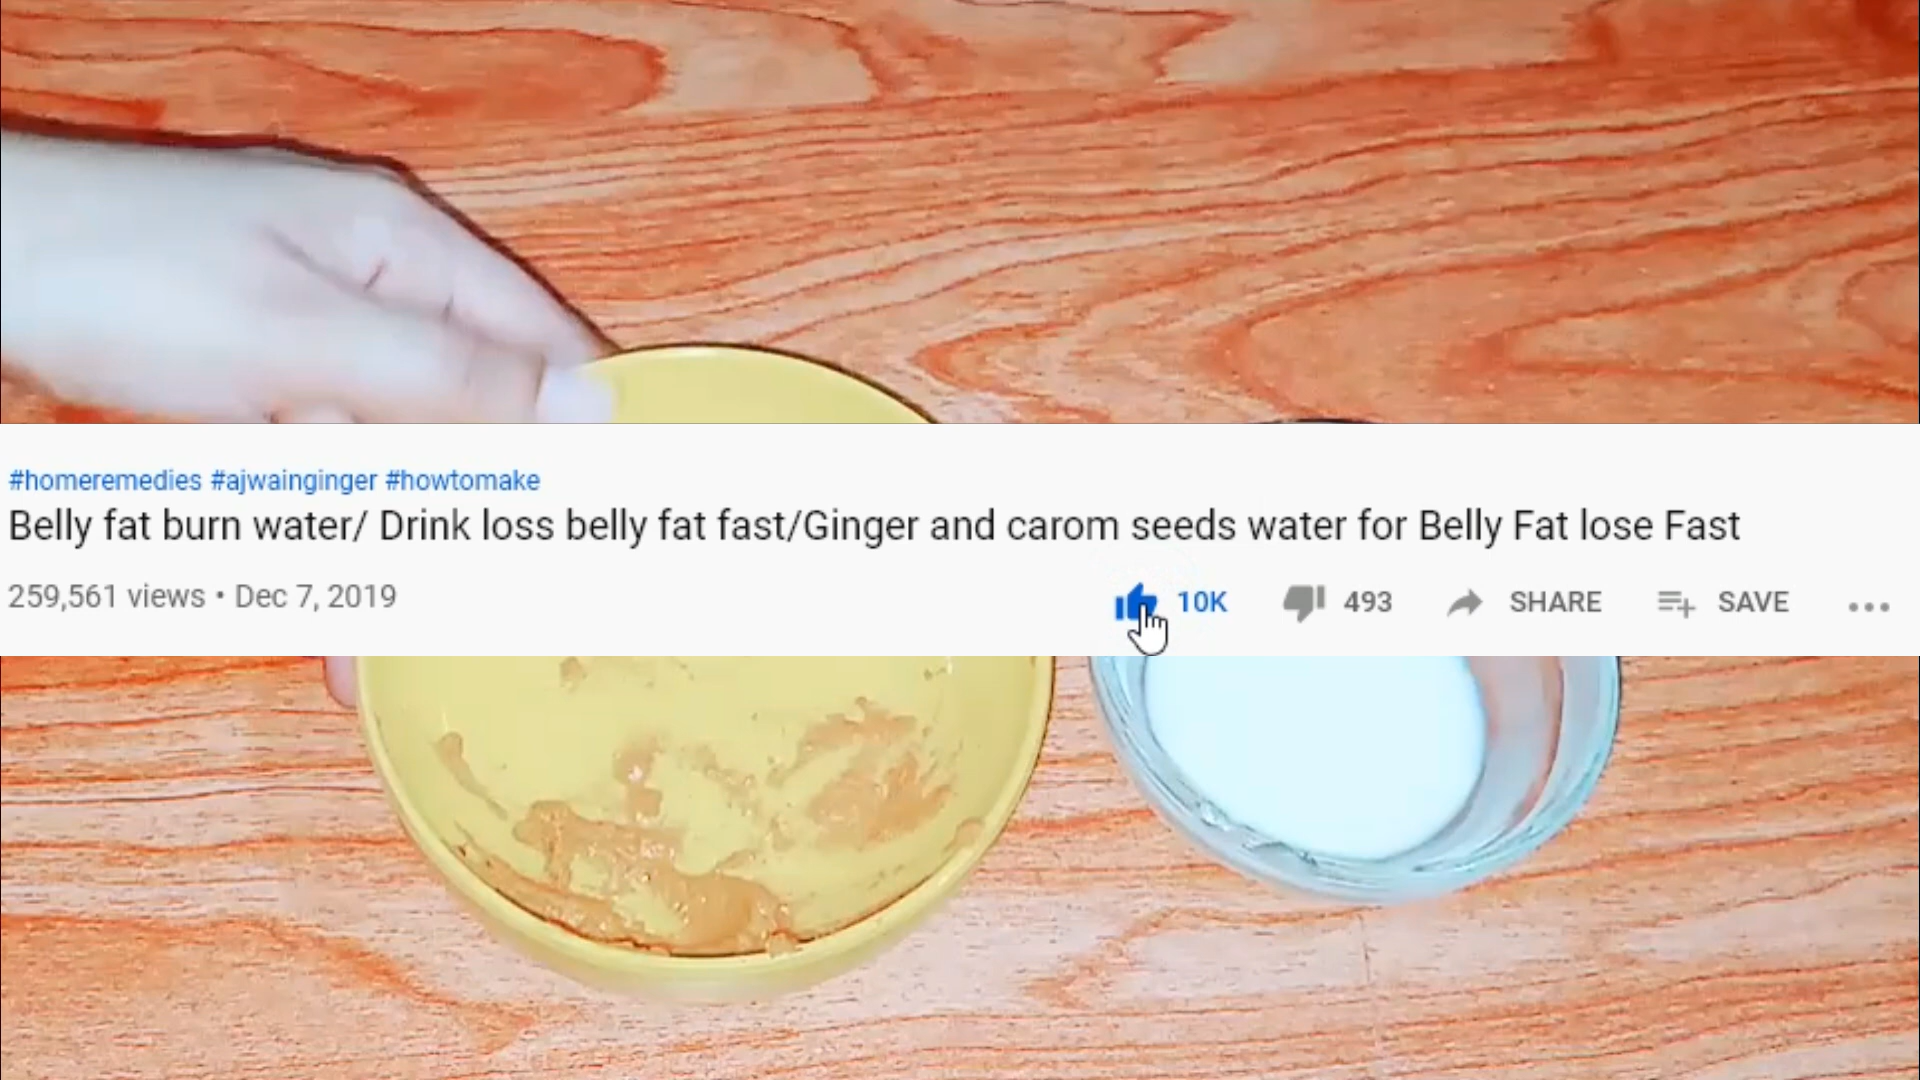 #homeremedies #ajwainginger #howtomake
Belly fat burn water/ Drink loss belly fat fast/Ginger and carom seeds water for Belly Fat lose Fast
259,561 views • Dec 7, 2019 10K 493 SHARE SAVE